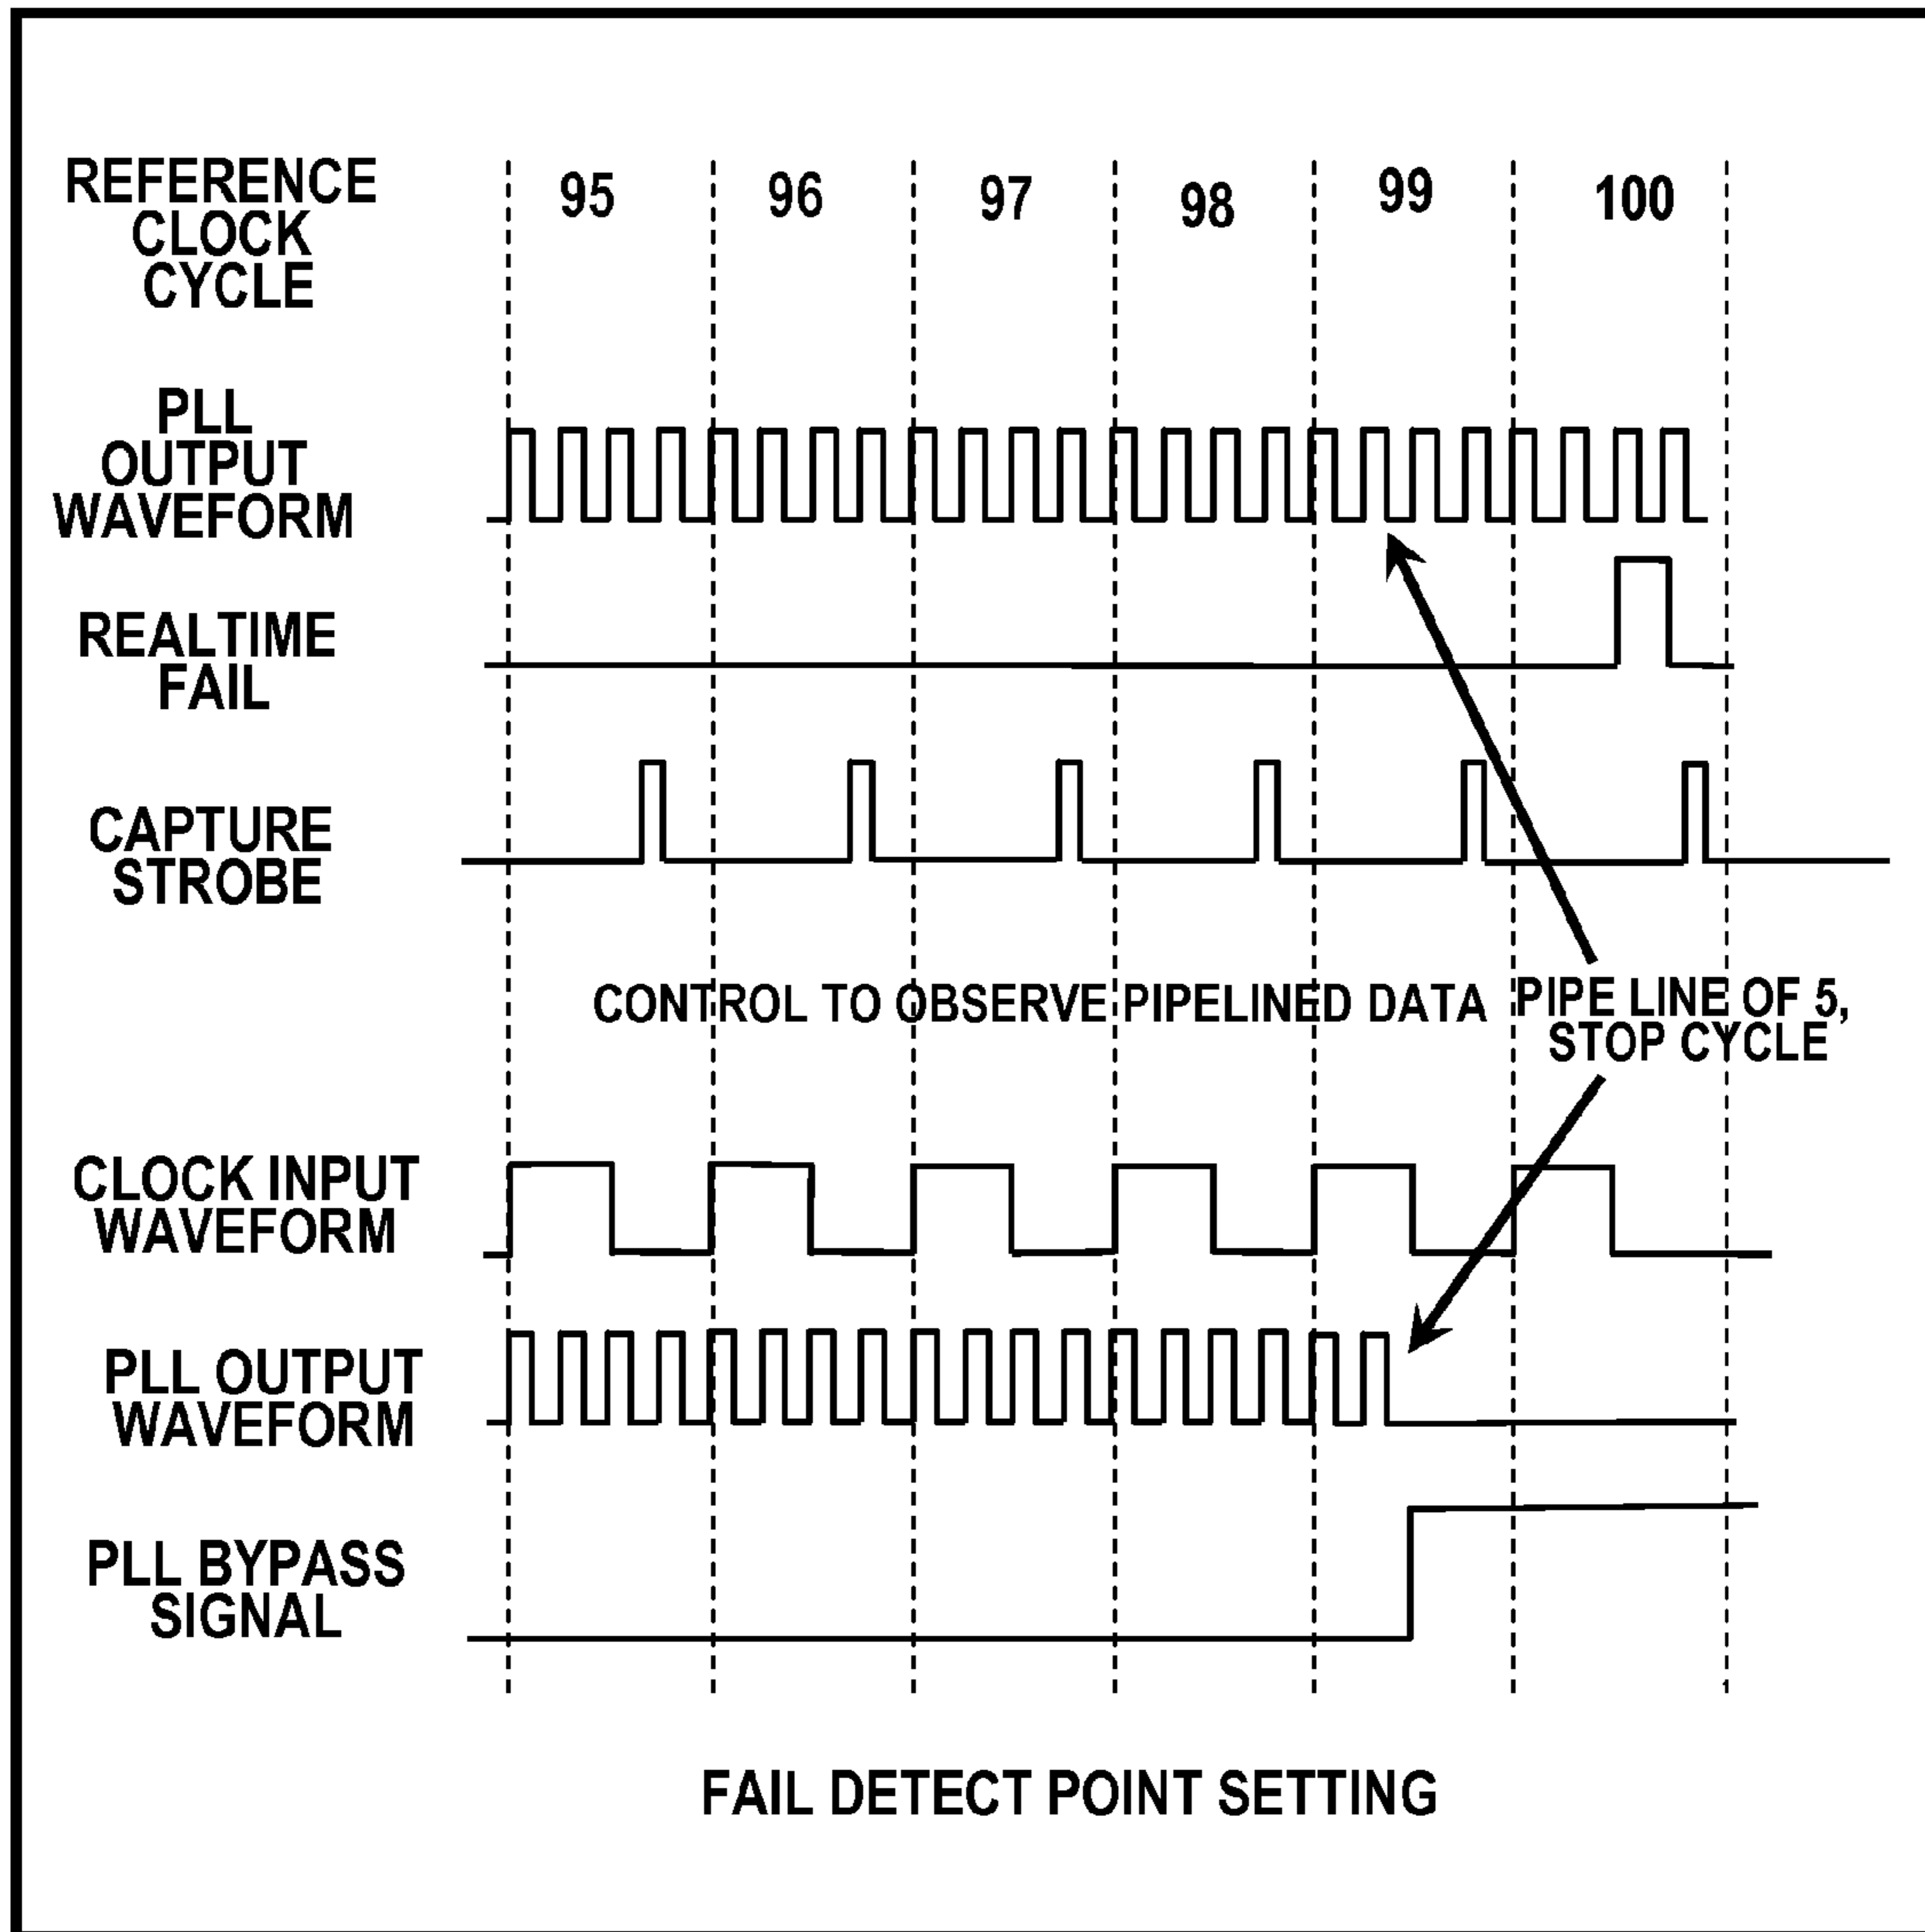 REFERENCE
CLOCK
CYCLE
95 96 97 98 99 100
PLL
OUTPUT
WAVEFORM
REALTIME
FAIL
CAPTURE
STROBE
CONTROL TO OBSERVE PIPELINED DATA
PIPE LINE OF 5,
STOP CYCLE
CLOCK INPUT
WAVEFORM
PLL OUTPUT
WAVEFORM
PLL BYPASS
SIGNAL
FAIL DETECT POINT SETTING